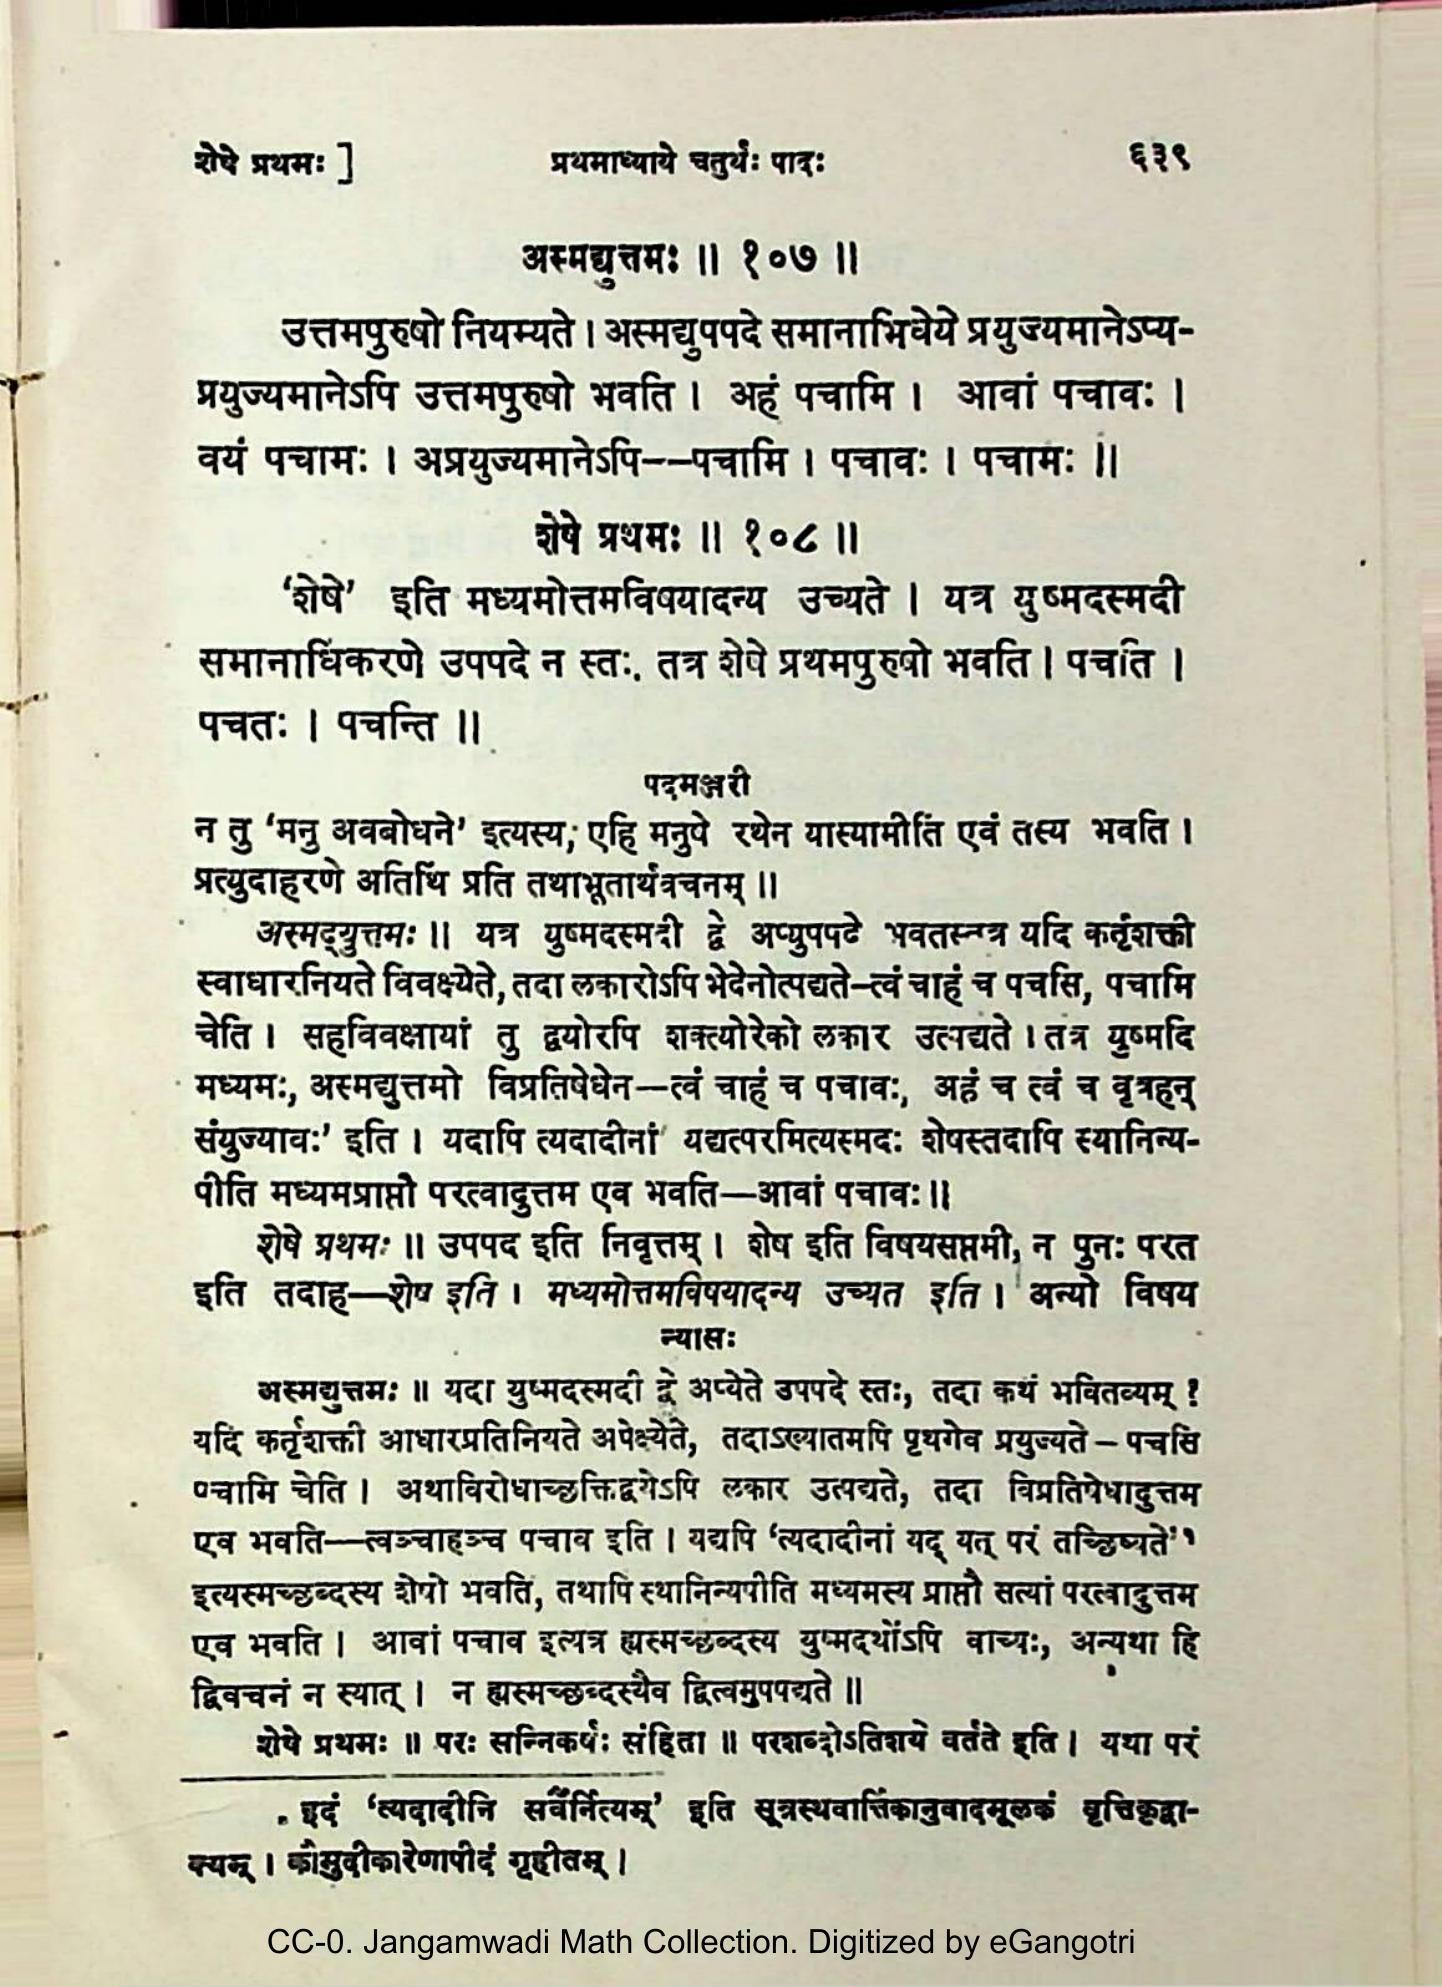 शेषे प्रथमः ]
प्रथमाध्याये चतुर्थः पादः
६३९
अस्मद्युत्तमः ॥ १०७ ॥
उत्तमपुरुषो नियम्यते । अस्मद्युपपदे समानाभिधेये प्रयुज्यमानेऽप्य-
प्रयुज्यमानेऽपि उत्तमपुरुषो भवति । अहं पचामि । आवां पचावः ।
वयं पचामः । अप्रयुज्यमानेऽपि--पचामि । पचावः । पचामः ॥
शेषे प्रथमः ॥ १०८ ॥
‘शेषे’ इति मध्यमोत्तमविषयादन्य उच्यते । यत्र युष्मदस्मदी
समानाधिकरणे उपपदे न स्तः, तत्र शेषे प्रथमपुरुषो भवति । पचति ।
पचतः । पचन्ति ॥
पदमञ्जरी
न तु ‘मनु अवबोधने’ इत्यस्य; एहि मनुषे रथेन यास्यामीति एवं तस्य भवति ।
प्रत्युदाहरणे अतिथिं प्रति तथाभूतार्थवचनम् ॥
अस्मद्युत्तमः ॥ यत्र युष्मदस्मदी द्वे अप्युपपदे भवतस्तत्र यदि कर्तृशक्ती
स्वाधारनियते विवक्ष्येते, तदा लकारोऽपि भेदेनोत्पद्यते–त्वं चाहं च पचसि, पचामि
चेति । सहविवक्षायां तु द्वयोरपि शक्त्योरेको लकार उत्पद्यते । तत्र युष्मदि
मध्यमः, अस्मद्युत्तमो विप्रतिषेधेन—त्वं चाहं च पचावः, अहं च त्वं च वृत्रहन्
संयुज्यावः’ इति । यदापि त्यदादीनां यद्यत्परमित्यस्मदः शेषस्तदापि स्थानिन्य-
पीति मध्यमप्राप्तौ परत्वादुत्तम एव भवति—आवां पचावः ॥
शेषे प्रथमः ॥ उपपद इति निवृत्तम् । शेष इति विषयसप्तमी, न पुनः परत
इति तदाह—शेष इति । मध्यमोत्तमविषयादन्य उच्यत इति । अन्यो विषय
न्यासः
अस्मद्युत्तमः ॥ यदा युष्मदस्मदी द्वे अप्येते उपपदे स्तः, तदा कथं भवितव्यम् ?
यदि कर्तृशक्ती आधारप्रतिनियते अपेक्ष्येते, तदाऽख्यातमपि पृथगेव प्रयुज्यते – पचसि
पचामि चेति । अथाविरोधाच्छक्तिद्वयेऽपि लकार उत्पद्यते, तदा विप्रतिषेधादुत्तम
एव भवति—त्वञ्चाहञ्च पचाव इति । यद्यपि ‘त्यदादीनां यद् यत् परं तच्छिष्यते’¹
इत्यस्मच्छब्दस्य शेषो भवति, तथापि स्थानिन्यपीति मध्यमस्य प्राप्तौ सत्यां परत्वादुत्तम
एव भवति । आवां पचाव इत्यत्र ह्यस्मच्छब्दस्य युष्मदर्थोऽपि वाच्यः, अन्यथा हि
द्विवचनं न स्यात् । न ह्यस्मच्छब्दस्यैव द्वित्वमुपपद्यते ॥
शेषे प्रथमः ॥ परः सन्निकर्षः संहिता ॥ परशब्दोऽतिशये वर्तते इति । यथा परं
. इदं ‘त्यदादीनि सर्वैर्नित्यम्’ इति सूत्रस्थवार्त्तिकानुवादमूलकं वृत्तिकृद्वा-
क्यम् । कौमुदीकारेणापीदं गृहीतम् ।
CC-0. Jangamwadi Math Collection. Digitized by eGangotri